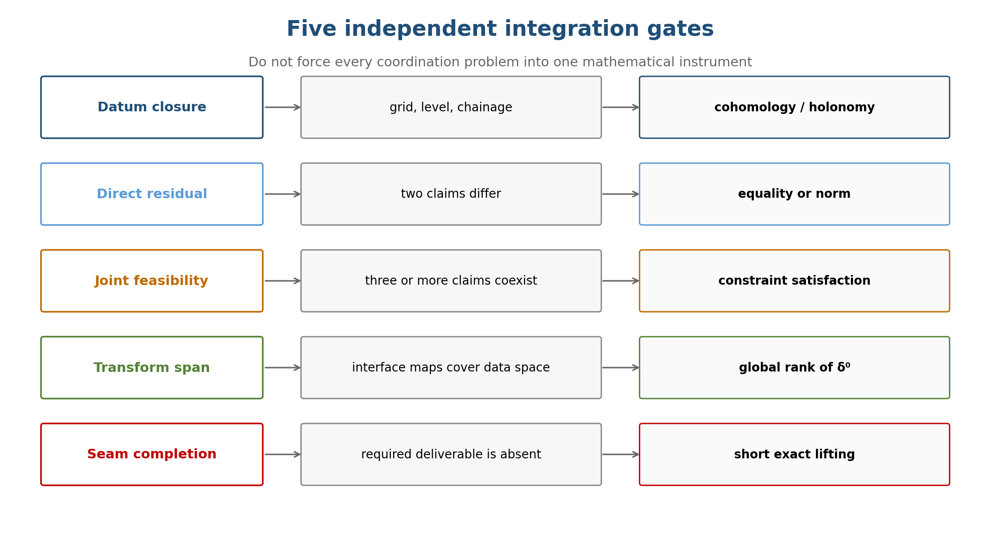 Five independent integration gates
Do not force every coordination problem into one mathematical instrument
Datum closure
grid, level, chainage
cohomology / holonomy
Direct residual
two claims differ
equality or norm
Joint feasibility
three or more claims coexist
constraint satisfaction
Transform span
interface maps cover data space
global rank of δ⁰
Seam completion
required deliverable is absent
short exact lifting